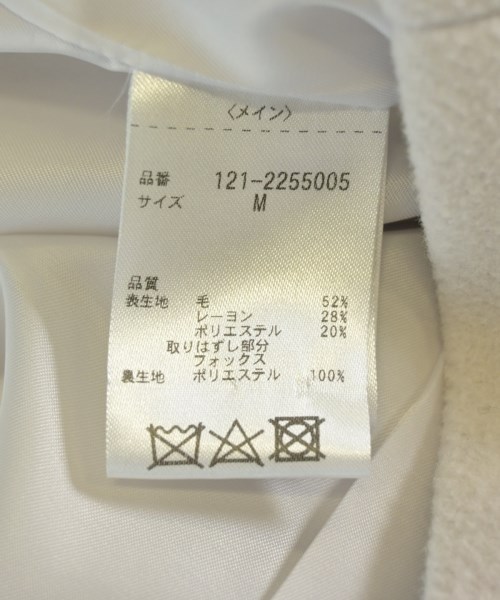 〈メイン〉
品番 121-2255005
サイズ M
品質
表生地 毛 52%
レーヨン 28%
ポリエステル 20%
取りはずし部分
フォックス
裏生地 ポリエステル 100%